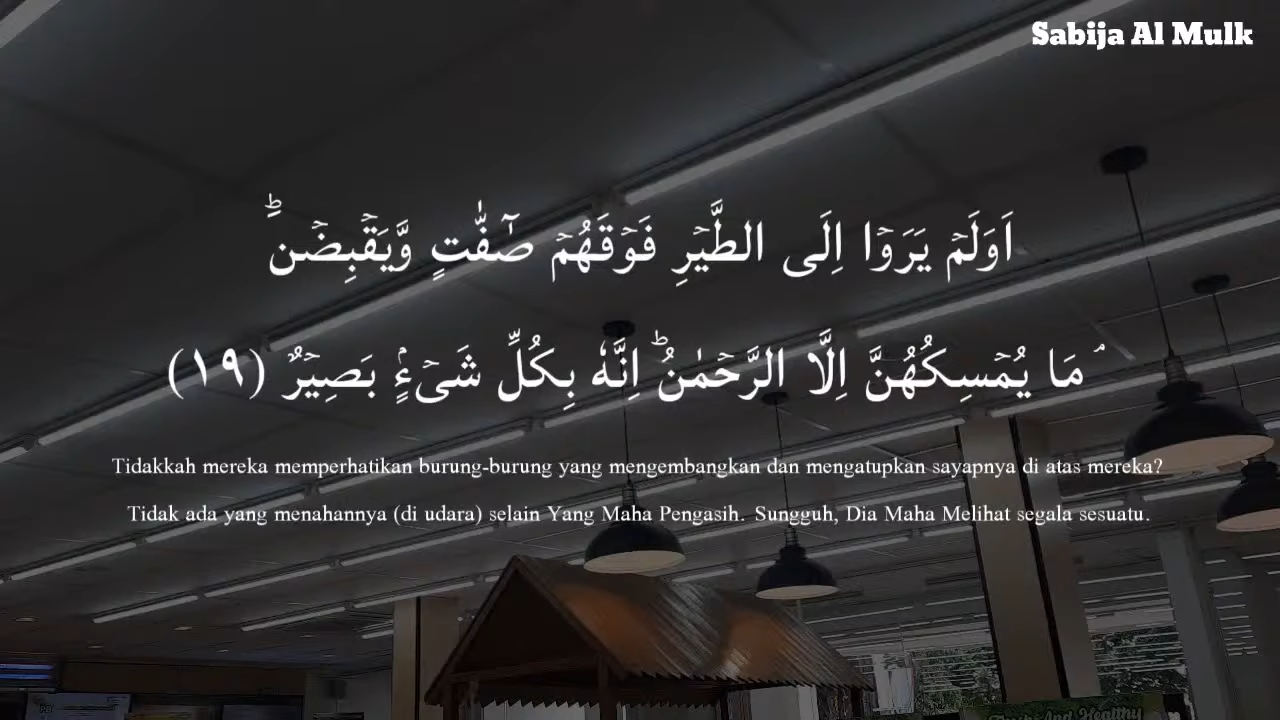 Sabija Al Mulk
اَوَلَمْ يَرَوْا اِلَى الطَّيْرِ فَوْقَهُمْ صٰۤفّٰتٍ وَّيَقْبِضْنَۗ
ۘ مَا يُمْسِكُهُنَّ اِلَّا الرَّحْمٰنُۗ اِنَّهٗ بِكُلِّ شَيْءٍۢ بَصِيْرٌ (١٩)
Tidakkah mereka memperhatikan burung-burung yang mengembangkan dan mengatupkan sayapnya di atas mereka?
Tidak ada yang menahannya (di udara) selain Yang Maha Pengasih. Sungguh, Dia Maha Melihat segala sesuatu.
Healthy